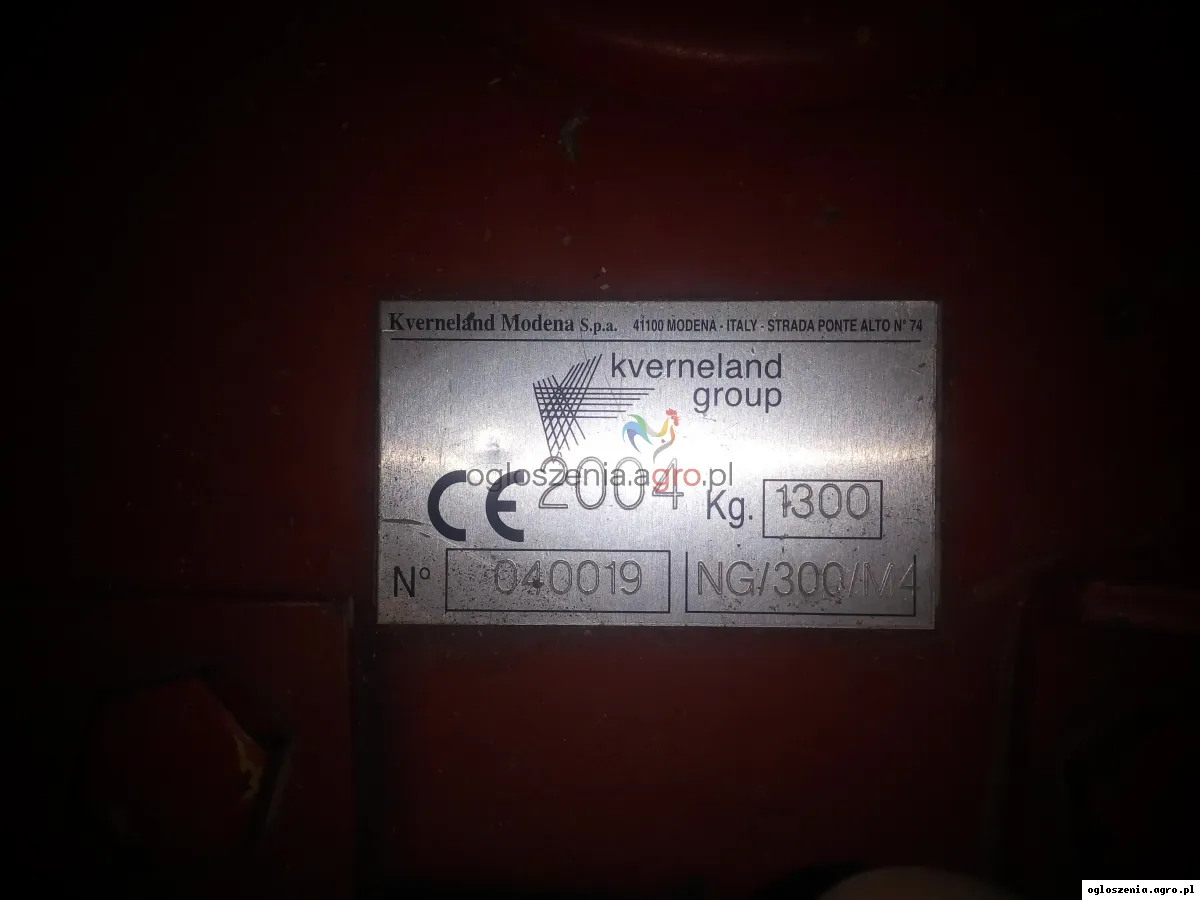 Kverneland Modena S.p.a. 41100 MODENA - ITALY - STRADA PONTE ALTO N° 74
kverneland
group
ogloszenia.agro.pl
CE 2004 Kg. 1300
N° 040019 NG/300/M4
ogloszenia.agro.pl